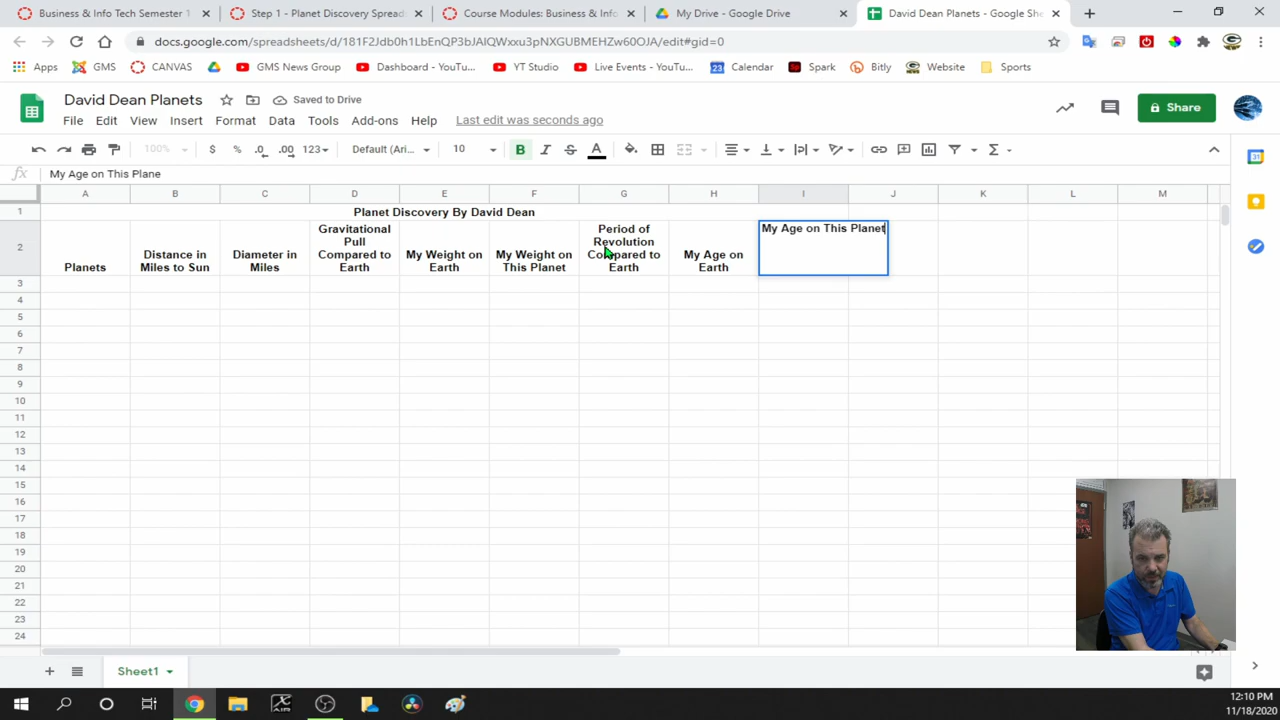 Business & Info Tech Semester 1
Step 1 - Planet Discovery Spread
Course Modules: Business & Info
My Drive - Google Drive
David Dean Planets - Google She
docs.google.com/spreadsheets/d/181F2Jdb0h1LbEnQP3bJAIQWxxu3pNXGUBMEHZw60OJA/edit#gid=0
Apps GMS CANVAS GMS News Group Dashboard - YouTu... YT Studio Live Events - YouTu... Calendar Spark Bitly Website Sports
David Dean Planets Saved to Drive
Share
File Edit View Insert Format Data Tools Add-ons Help Last edit was seconds ago
100% $ % .0 .00 123 Default (Ari... 10 B I S A
fx My Age on This Plane
A B C D E F G H I J K L M
1 Planet Discovery By David Dean
2
Planets
Distance in
Miles to Sun
Diameter in
Miles
Gravitational
Pull
Compared to
Earth
My Weight on
Earth
My Weight on
This Planet
Period of
Revolution
Compared to
Earth
My Age on
Earth
My Age on This Planet
3
4
5
6
7
8
9
10
11
12
13
14
15
16
17
18
19
20
21
22
23
24
Sheet1
12:10 PM
11/18/2020